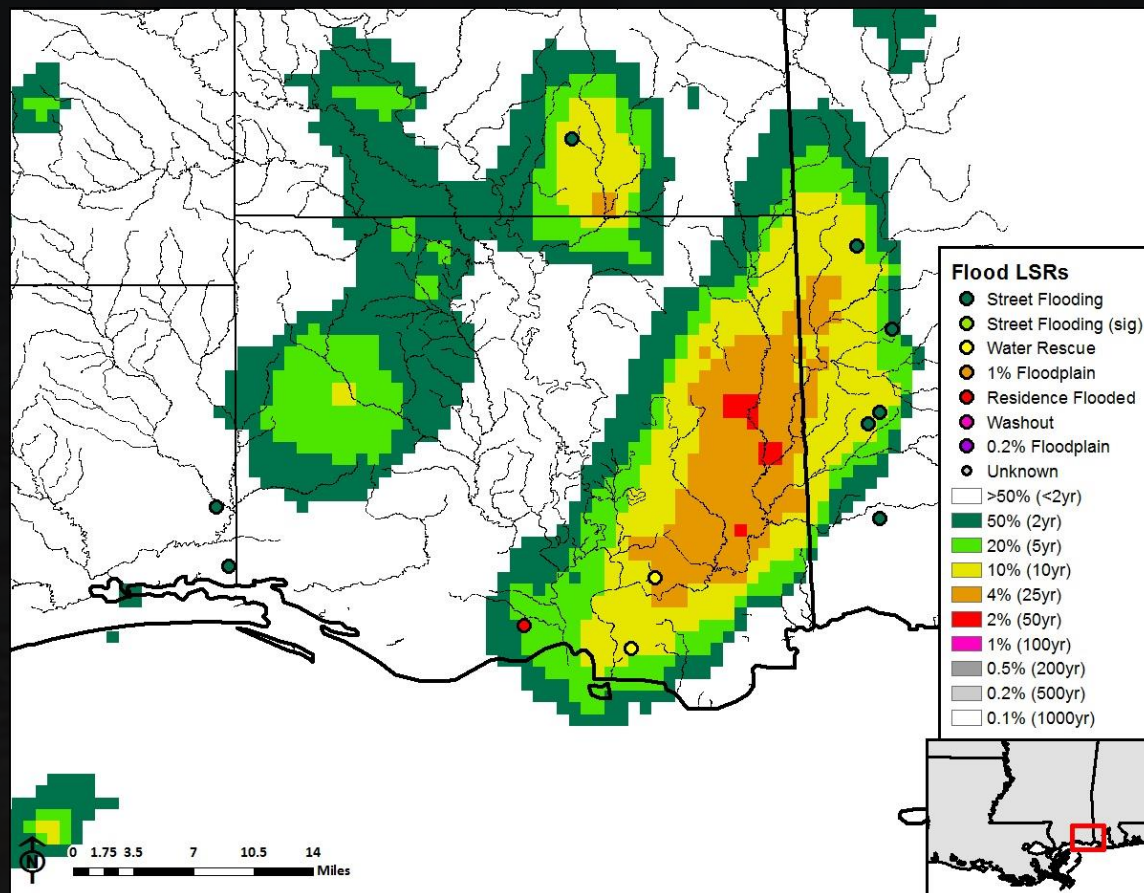 Flood LSRs
Street Flooding
Street Flooding (sig)
Water Rescue
1% Floodplain
Residence Flooded
Washout
0.2% Floodplain
Unknown
>50% (<2yr)
50% (2yr)
20% (5yr)
10% (10yr)
4% (25yr)
2% (50yr)
1% (100yr)
0.5% (200yr)
0.2% (500yr)
0.1% (1000yr)
N
0 1.75 3.5 7 10.5 14
Miles